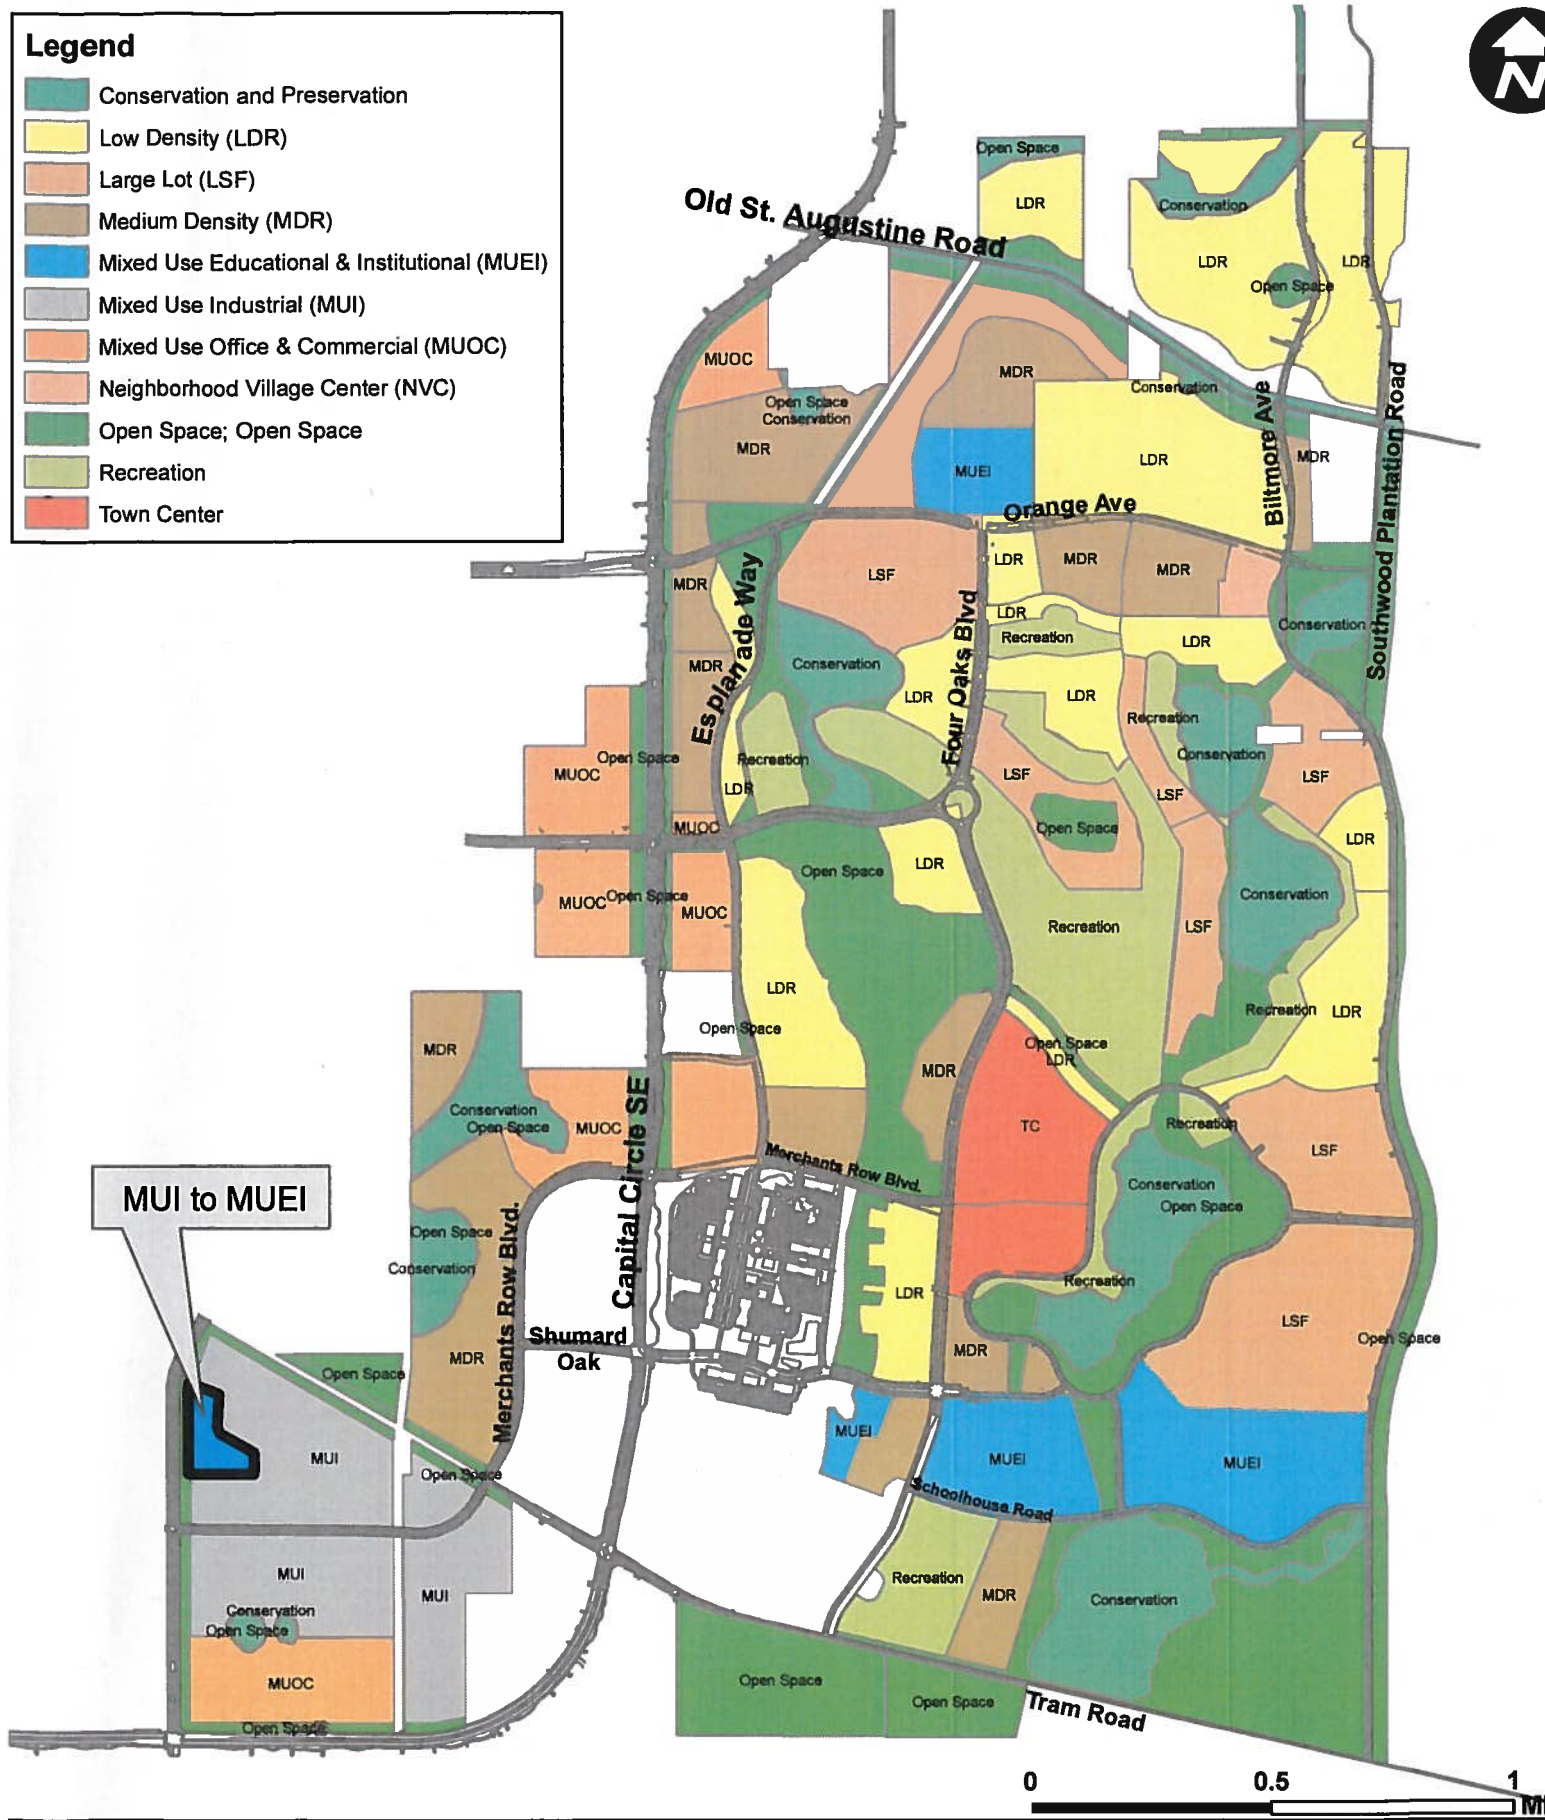 Legend
Conservation and Preservation
Low Density (LDR)
Large Lot (LSF)
Medium Density (MDR)
Mixed Use Educational & Institutional (MUEI)
Mixed Use Industrial (MUI)
Mixed Use Office & Commercial (MUOC)
Neighborhood Village Center (NVC)
Open Space; Open Space
Recreation
Town Center
N
Open Space
LDR
Conservation
Old St. Augustine Road
LDR
LDR
Open Space
MUOC
MDR
Conservation
Open Space
Conservation
MDR
MUEI
LDR
MDR
Biltmore Ave
Southwood Plantation Road
Orange Ave
MDR
Esplanade Way
LSF
LDR
MDR
MDR
LDR
Recreation
LDR
Conservation
MDR
Conservation
LDR
Four Oaks Blvd
LDR
Recreation
Conservation
Open Space
MUOC
Recreation
LDR
LSF
LSF
LSF
MUOC
Open Space
LDR
Open Space
LDR
MUOC
Open Space
MUOC
Conservation
Recreation
LSF
LDR
Open Space
Recreation
LDR
MDR
Open Space
LDR
MDR
Conservation
Open Space
MUOC
Capital Circle SE
TC
Recreation
LSF
Merchants Row Blvd.
Conservation
Open Space
MUI to MUEI
Open Space
Conservation
Merchants Row Blvd.
Recreation
LDR
LSF
Open Space
Shumard
Oak
MDR
MDR
Open Space
MUI
MUEI
MUEI
MUEI
Open Space
Schoolhouse Road
MUI
MUI
Recreation
MDR
Conservation
Conservation
Open Space
MUOC
Open Space
Open Space
Open Space
Tram Road
0 0.5 1